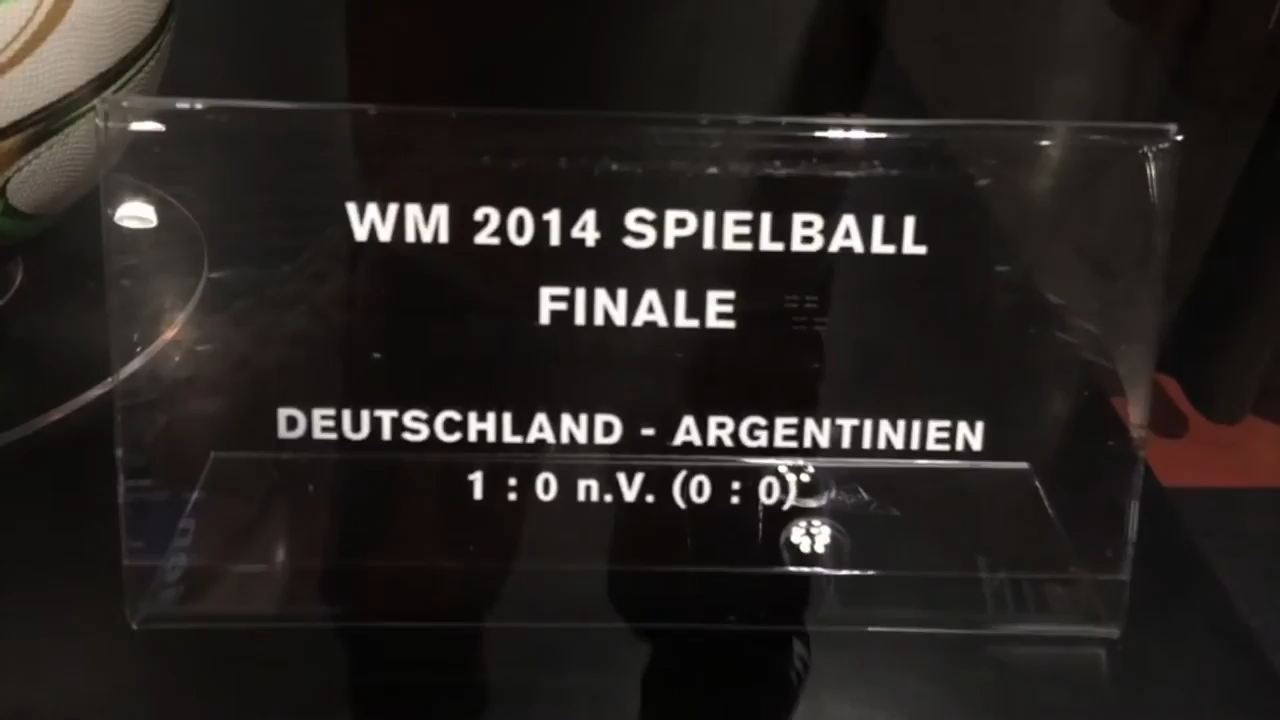 WM 2014 SPIELBALL
FINALE
DEUTSCHLAND - ARGENTINIEN
1 : 0 n.V. (0 : 0)